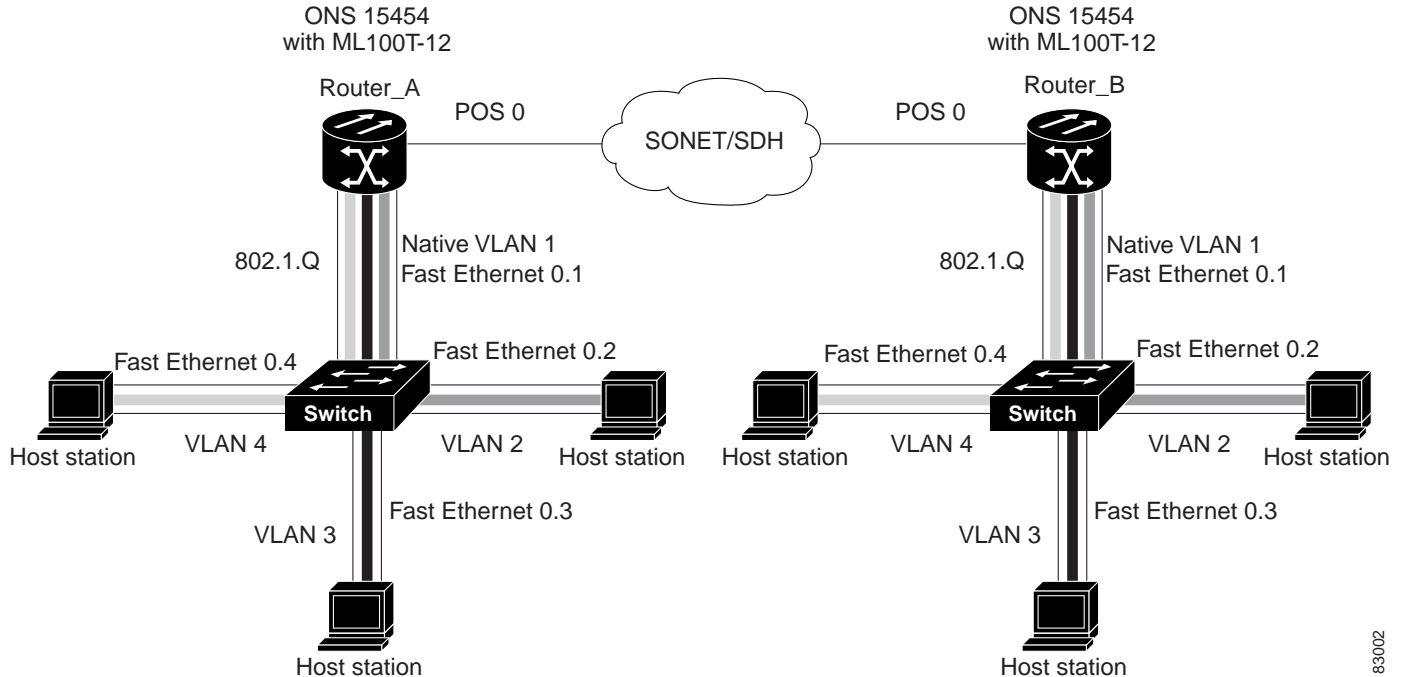 ONS 15454
with ML100T-12
ONS 15454
with ML100T-12
Router_A
Router_B
POS 0
SONET/SDH
POS 0
802.1.Q
Native VLAN 1
Fast Ethernet 0.1
802.1.Q
Native VLAN 1
Fast Ethernet 0.1
Fast Ethernet 0.4
Fast Ethernet 0.2
Fast Ethernet 0.4
Fast Ethernet 0.2
Switch
Switch
VLAN 4
VLAN 2
VLAN 4
VLAN 2
Host station
Host station
Host station
Host station
Fast Ethernet 0.3
Fast Ethernet 0.3
VLAN 3
VLAN 3
Host station
Host station
83002